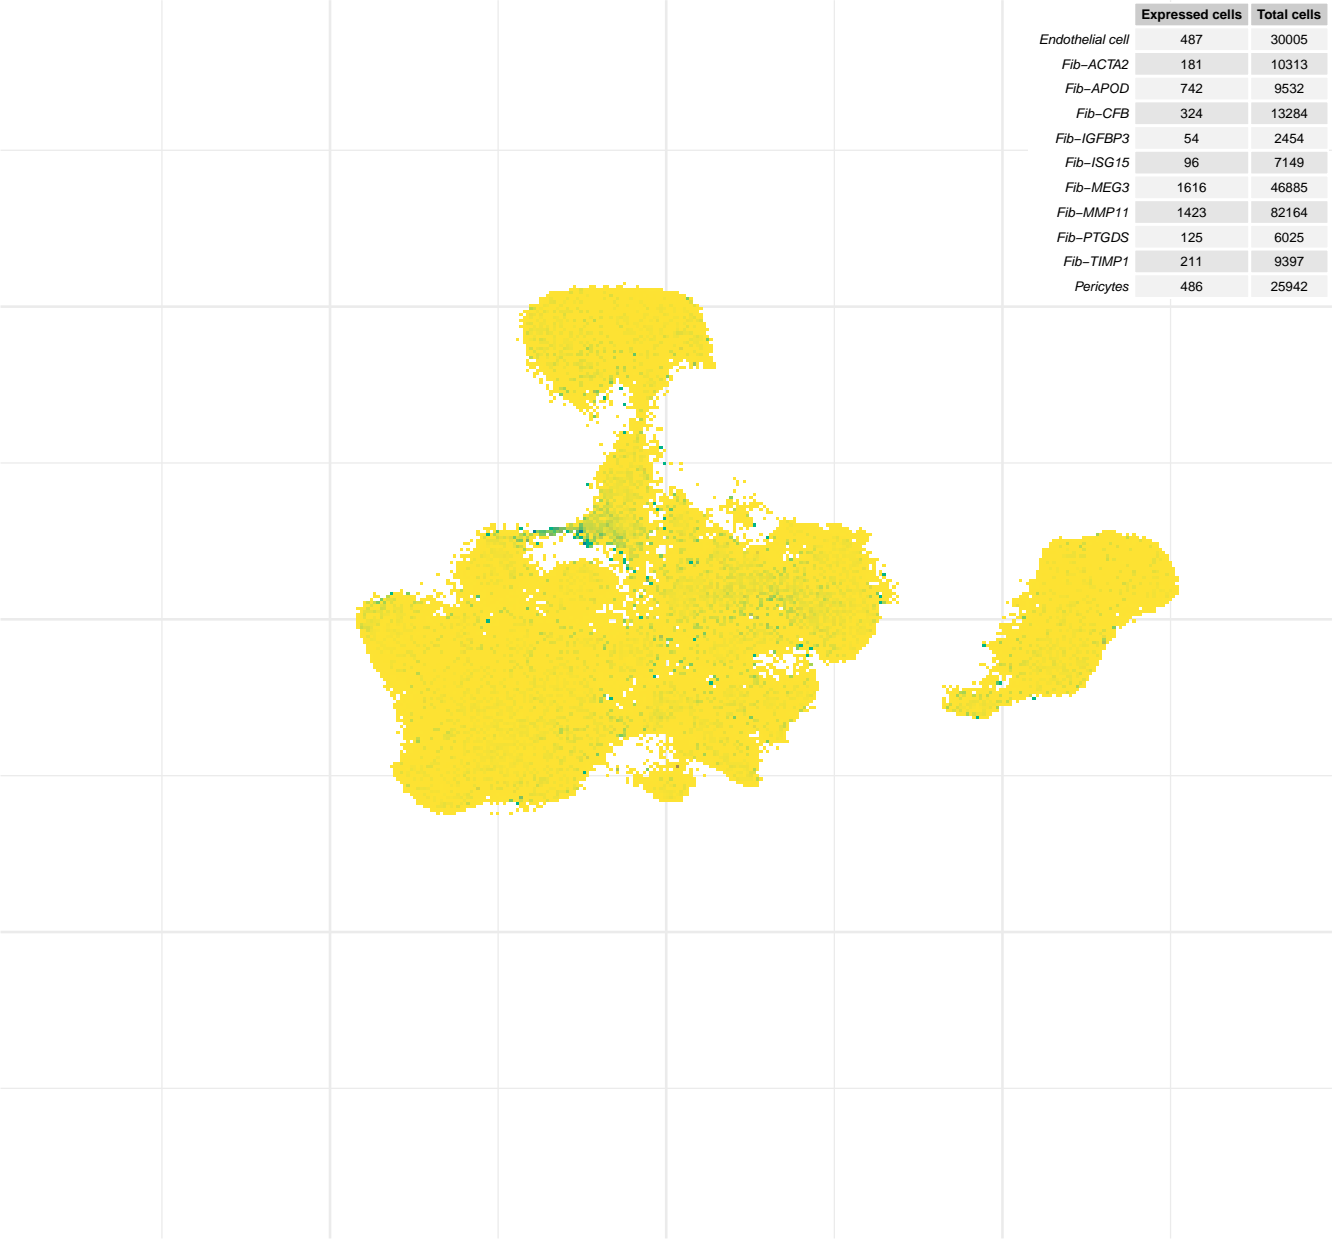 Expressed cells Total cells
Endothelial cell 487 30005
Fib−ACTA2 181 10313
Fib−APOD 742 9532
Fib−CFB 324 13284
Fib−IGFBP3 54 2454
Fib−ISG15 96 7149
Fib−MEG3 1616 46885
Fib−MMP11 1423 82164
Fib−PTGDS 125 6025
Fib−TIMP1 211 9397
Pericytes 486 25942